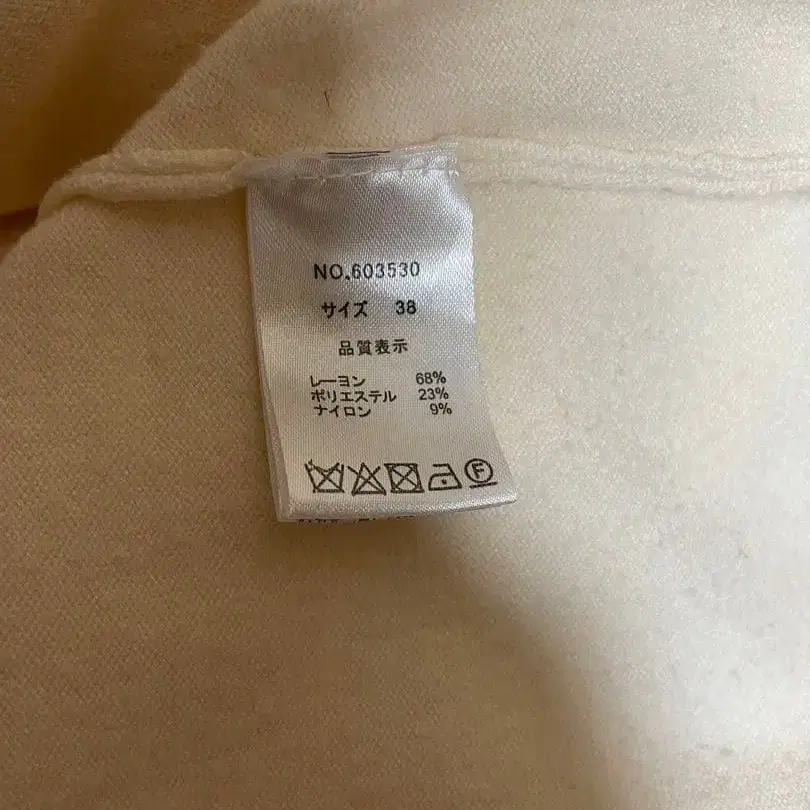 NO.603530
サイズ 38
品質表示
レーヨン 68%
ポリエステル 23%
ナイロン 9%
F